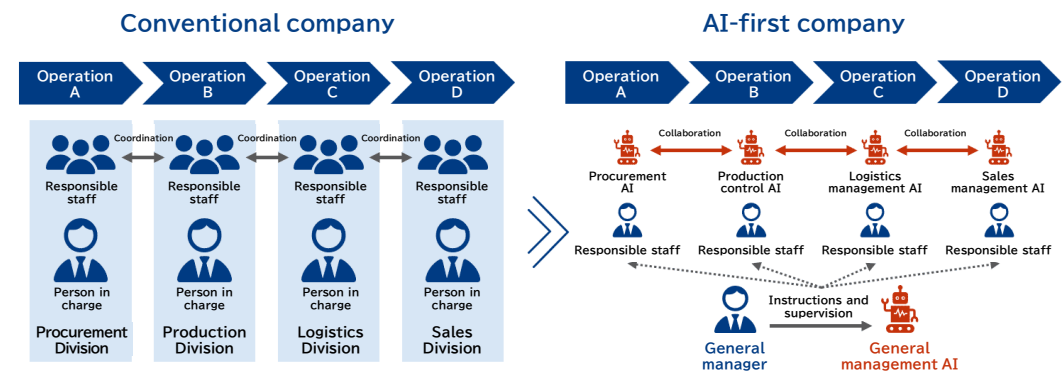 Conventional company
Operation
A
Operation
B
Operation
C
Operation
D
Coordination
Coordination
Coordination
Responsible
staff
Responsible
staff
Responsible
staff
Responsible
staff
Person in
charge
Person in
charge
Person in
charge
Person in
charge
Procurement
Division
Production
Division
Logistics
Division
Sales
Division
AI-first company
Operation
A
Operation
B
Operation
C
Operation
D
Collaboration
Collaboration
Collaboration
Procurement
AI
Production
control AI
Logistics
management AI
Sales
management AI
Responsible staff
Responsible staff
Responsible staff
Responsible staff
Instructions and
supervision
General
manager
General
management AI